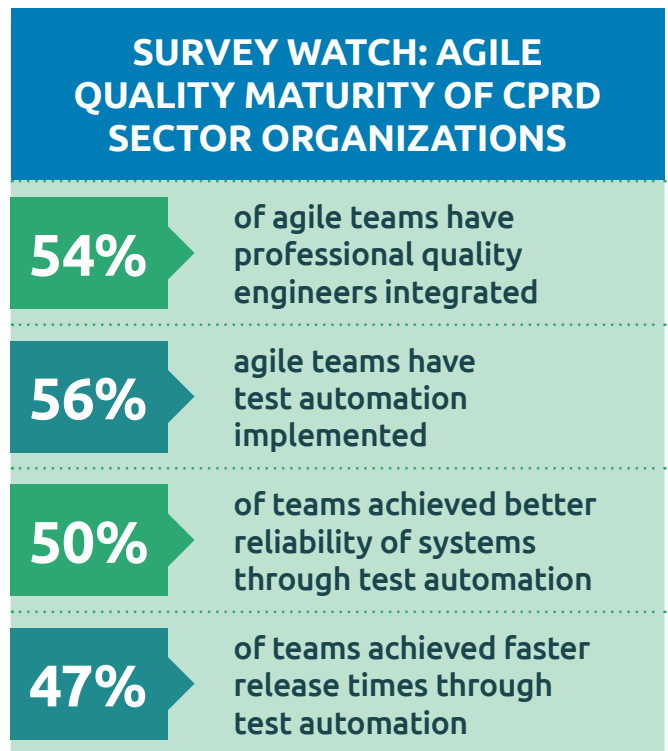 SURVEY WATCH: AGILE
QUALITY MATURITY OF CPRD
SECTOR ORGANIZATIONS
54%
of agile teams have
professional quality
engineers integrated
56%
agile teams have
test automation
implemented
50%
of teams achieved better
reliability of systems
through test automation
47%
of teams achieved faster
release times through
test automation